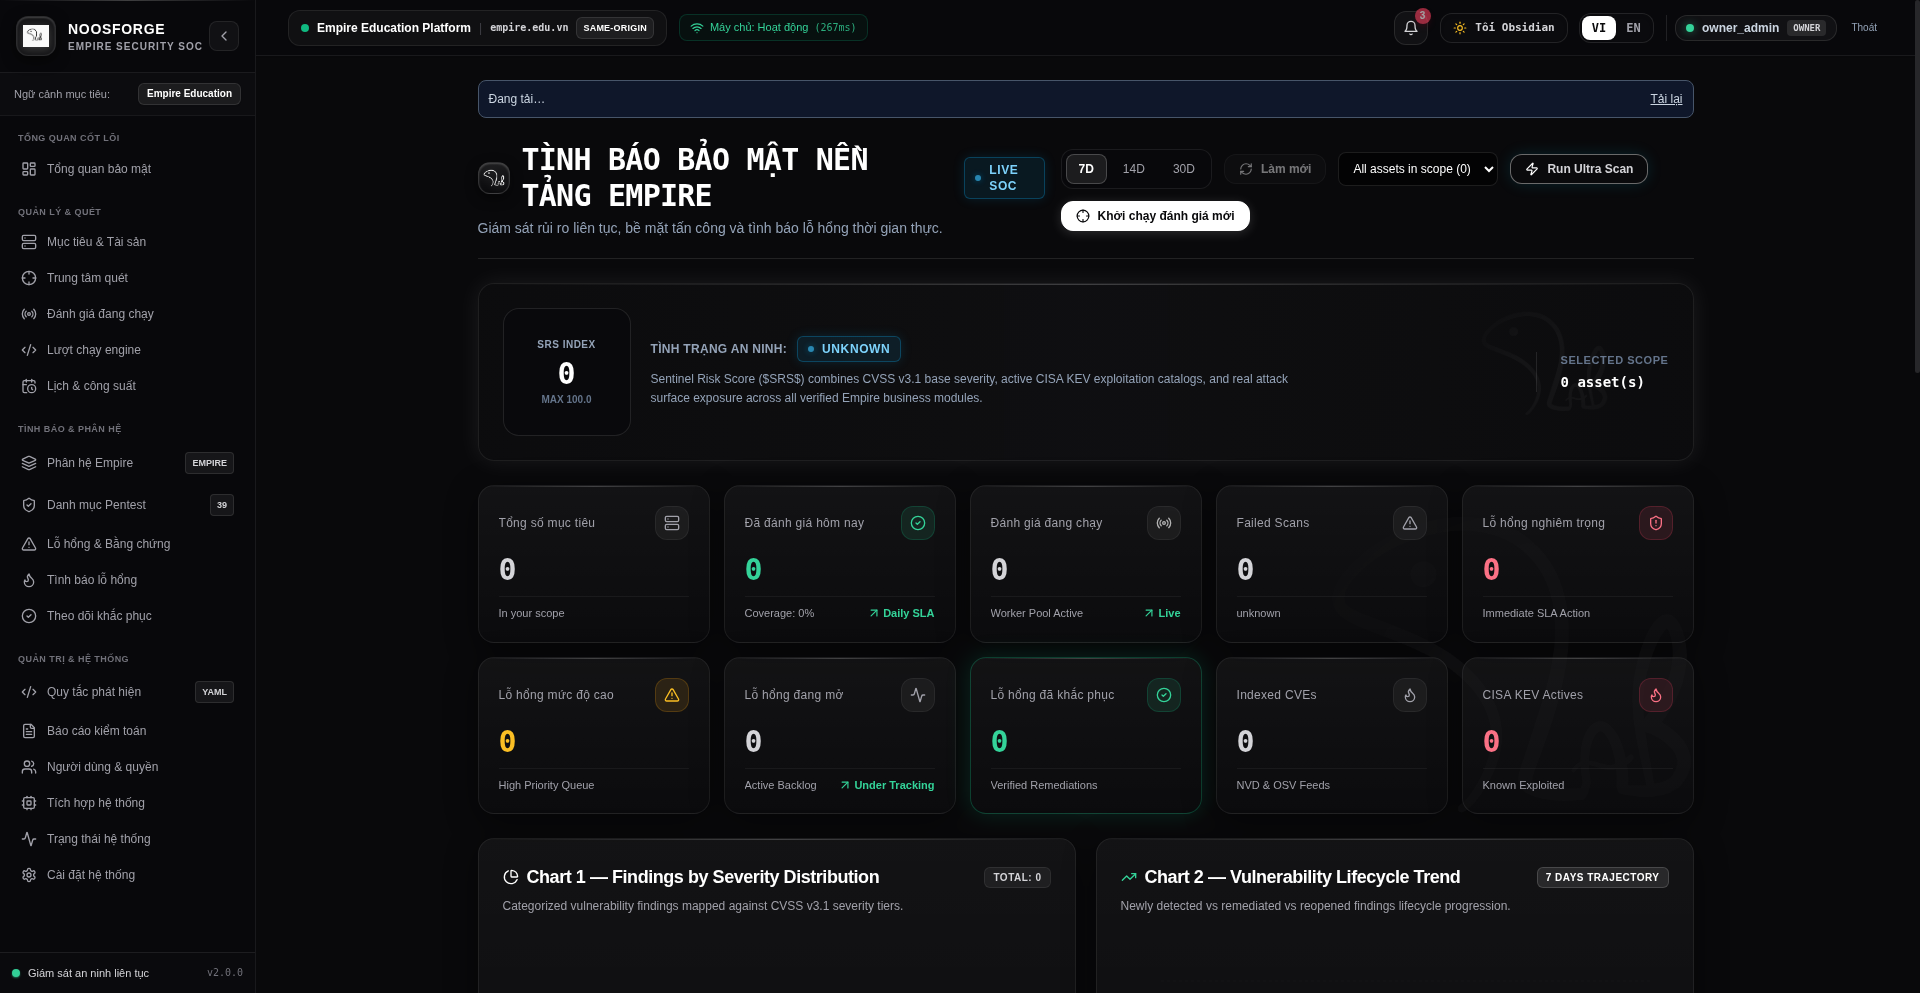 NOOSFORGE
EMPIRE SECURITY SOC
Ngữ cảnh mục tiêu:
Empire Education
TỔNG QUAN CỐT LÕI
Tổng quan bảo mật
QUẢN LÝ & QUÉT
Mục tiêu & Tài sản
Trung tâm quét
Đánh giá đang chạy
Lượt chạy engine
Lịch & công suất
TÌNH BÁO & PHÂN HỆ
Phân hệ Empire
EMPIRE
Danh mục Pentest
39
Lỗ hổng & Bằng chứng
Tình báo lỗ hổng
Theo dõi khắc phục
QUẢN TRỊ & HỆ THỐNG
Quy tắc phát hiện
YAML
Báo cáo kiểm toán
Người dùng & quyền
Tích hợp hệ thống
Trạng thái hệ thống
Cài đặt hệ thống
Giám sát an ninh liên tục
v2.0.0
Empire Education Platform | empire.edu.vn SAME-ORIGIN
Máy chủ: Hoạt động (267ms)
3
Tối Obsidian
VI EN
owner_admin OWNER
Thoát
Đang tải…
Tải lại
TÌNH BÁO BẢO MẬT NỀN
TẢNG EMPIRE
LIVE
SOC
Giám sát rủi ro liên tục, bề mặt tấn công và tình báo lỗ hổng thời gian thực.
7D 14D 30D
Làm mới
All assets in scope (0)
Run Ultra Scan
Khởi chạy đánh giá mới
SRS INDEX
0
MAX 100.0
TÌNH TRẠNG AN NINH:
UNKNOWN
Sentinel Risk Score ($SRS$) combines CVSS v3.1 base severity, active CISA KEV exploitation catalogs, and real attack
surface exposure across all verified Empire business modules.
SELECTED SCOPE
0 asset(s)
Tổng số mục tiêu
0
In your scope
Đã đánh giá hôm nay
0
Coverage: 0%
Daily SLA
Đánh giá đang chạy
0
Worker Pool Active
Live
Failed Scans
0
unknown
Lỗ hổng nghiêm trọng
0
Immediate SLA Action
Lỗ hổng mức độ cao
0
High Priority Queue
Lỗ hổng đang mở
0
Active Backlog
Under Tracking
Lỗ hổng đã khắc phục
0
Verified Remediations
Indexed CVEs
0
NVD & OSV Feeds
CISA KEV Actives
0
Known Exploited
Chart 1 — Findings by Severity Distribution
TOTAL: 0
Categorized vulnerability findings mapped against CVSS v3.1 severity tiers.
Chart 2 — Vulnerability Lifecycle Trend
7 DAYS TRAJECTORY
Newly detected vs remediated vs reopened findings lifecycle progression.